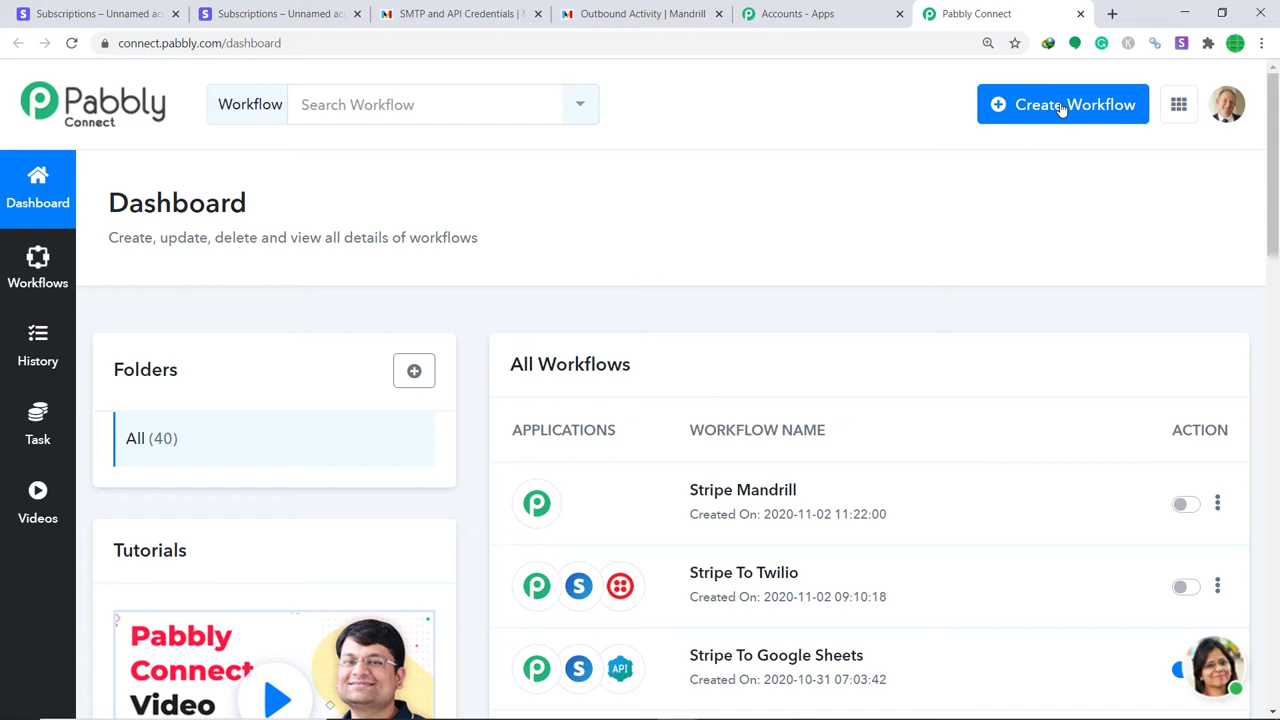 Subscriptions – Unnamed acc
Subscriptions – Unnamed acc
SMTP and API Credentials | M
Outbound Activity | Mandrill
Accounts - Apps
Pabbly Connect
connect.pabbly.com/dashboard
Pabbly
Connect
Workflow
Search Workflow
Create Workflow
Dashboard
Workflows
History
Task
Videos
Dashboard
Create, update, delete and view all details of workflows
Folders
All (40)
Tutorials
Pabbly
Connect
Video
All Workflows
APPLICATIONS WORKFLOW NAME ACTION
Stripe Mandrill
Created On: 2020-11-02 11:22:00
Stripe To Twilio
Created On: 2020-11-02 09:10:18
API
Stripe To Google Sheets
Created On: 2020-10-31 07:03:42